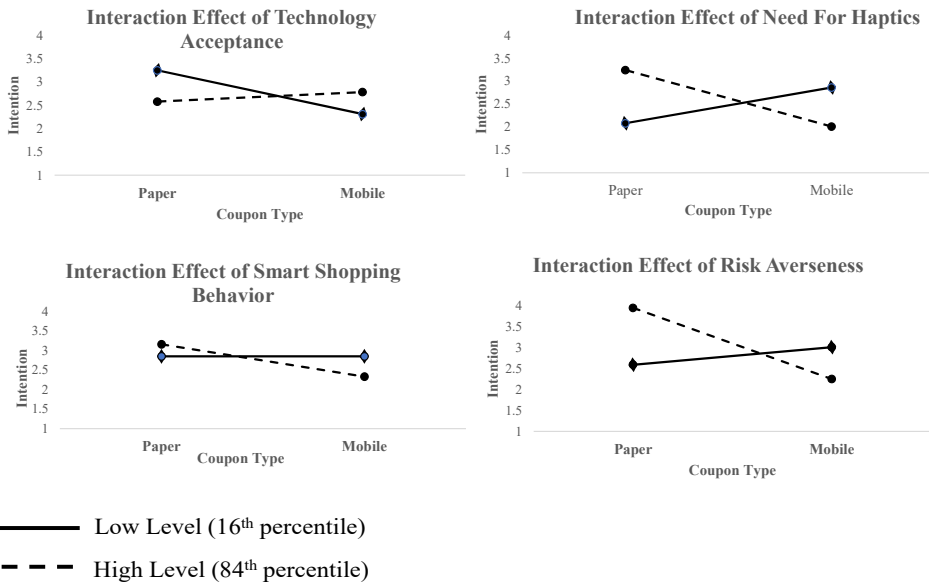 Interaction Effect of Technology
Acceptance
4
3.5
3
2.5
2
1.5
1
Intention
Paper
Mobile
Coupon Type
Interaction Effect of Need For Haptics
4
3.5
3
2.5
2
1.5
1
Intention
Paper
Mobile
Coupon Type
Interaction Effect of Smart Shopping
Behavior
4
3.5
3
2.5
2
1.5
1
Intention
Paper
Mobile
Coupon Type
Interaction Effect of Risk Averseness
4
3.5
3
2.5
2
1.5
1
Intention
Paper
Mobile
Coupon Type
Low Level (16th percentile)
High Level (84th percentile)